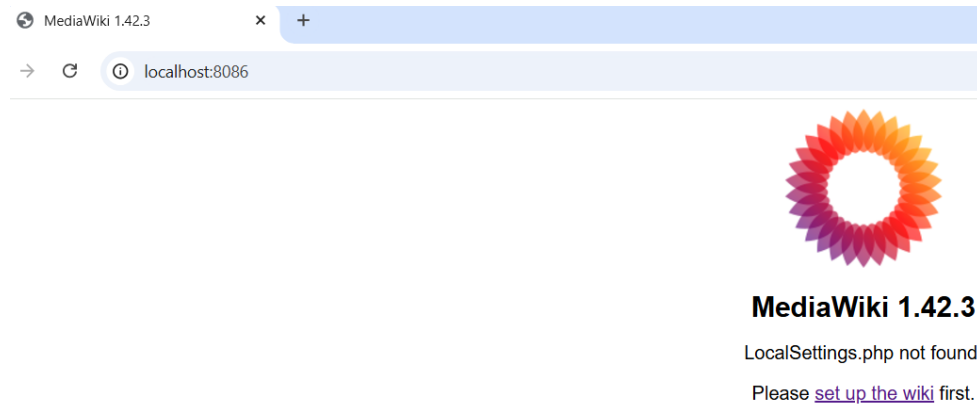 MediaWiki 1.42.3
localhost:8086
MediaWiki 1.42.3
LocalSettings.php not found
Please set up the wiki first.